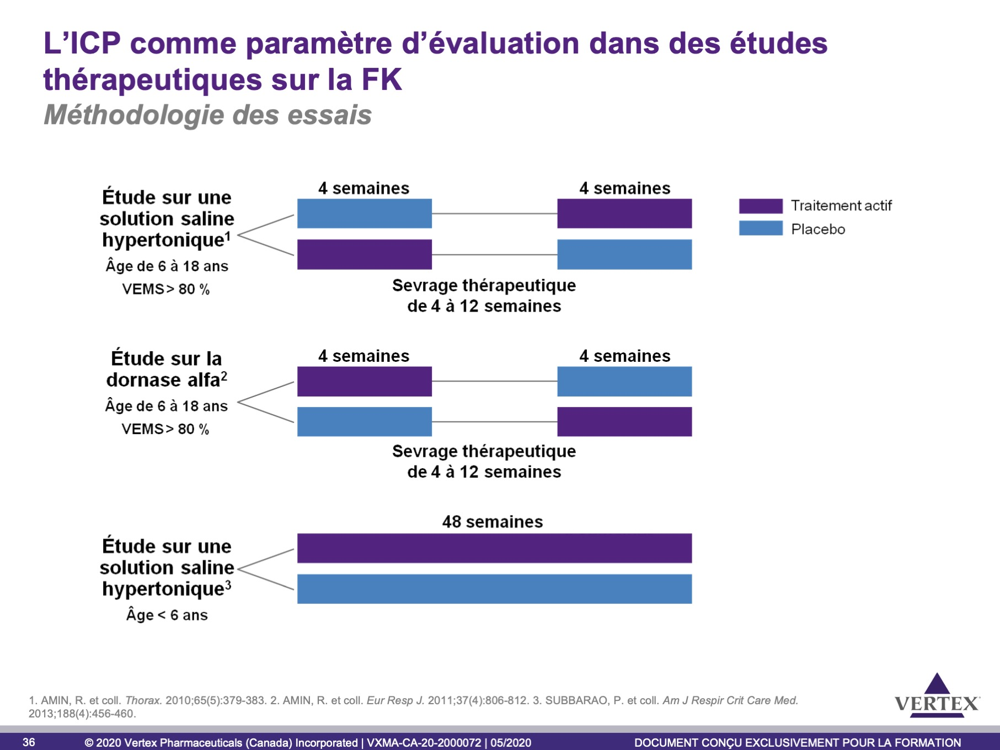 L’ICP comme paramètre d’évaluation dans des études
thérapeutiques sur la FK
Méthodologie des essais
Étude sur une
solution saline
hypertonique1
Âge de 6 à 18 ans
VEMS > 80 %
4 semaines
4 semaines
Sevrage thérapeutique
de 4 à 12 semaines
Traitement actif
Placebo
Étude sur la
dornase alfa2
Âge de 6 à 18 ans
VEMS > 80 %
4 semaines
4 semaines
Sevrage thérapeutique
de 4 à 12 semaines
Étude sur une
solution saline
hypertonique3
Âge < 6 ans
48 semaines
1. AMIN, R. et coll. Thorax. 2010;65(5):379-383. 2. AMIN, R. et coll. Eur Resp J. 2011;37(4):806-812. 3. SUBBARAO, P. et coll. Am J Respir Crit Care Med.
2013;188(4):456-460.
VERTEX
36
© 2020 Vertex Pharmaceuticals (Canada) Incorporated | VXMA-CA-20-2000072 | 05/2020
DOCUMENT CONÇU EXCLUSIVEMENT POUR LA FORMATION